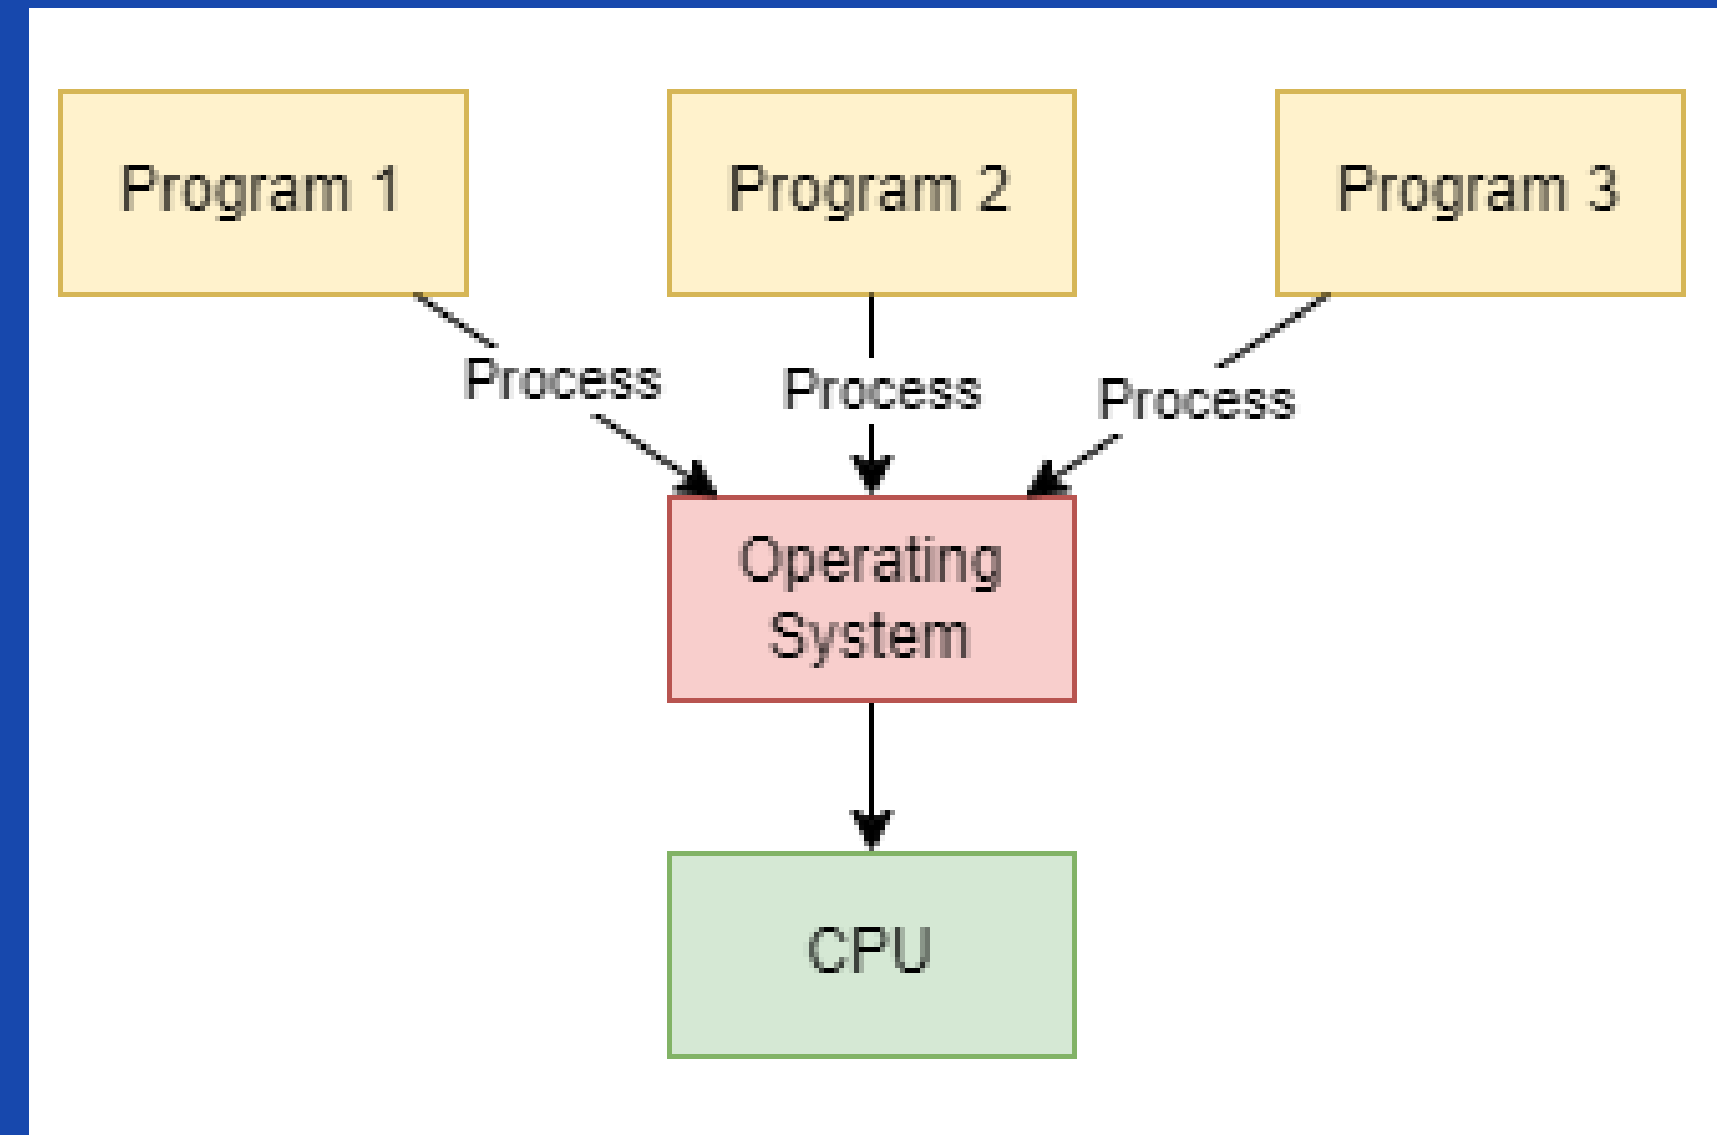 Program 1
Program 2
Program 3
Process
Process
Process
Operating
System
CPU